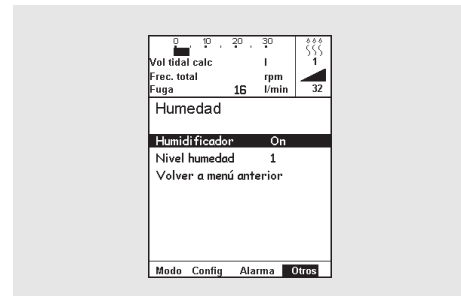 0 10 20 30
Vol tidal calc l 1
Frec. total rpm
Fuga 16 l/min 32
Humedad
Humidificador On
Nivel humedad 1
Volver a menú anterior
Modo Config Alarma Otros